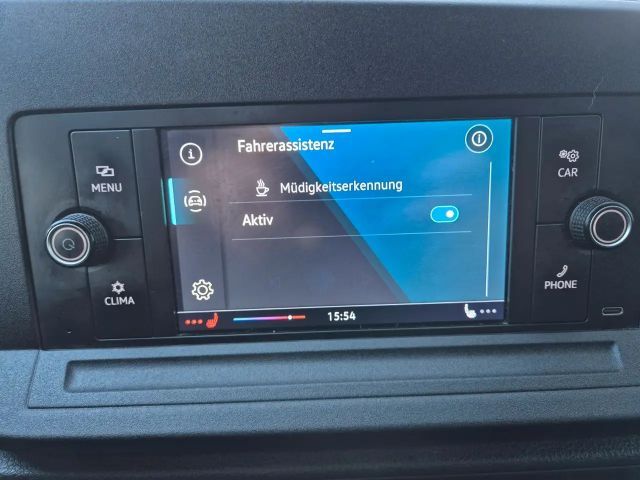 Fahrerassistenz
MENU
CAR
Müdigkeitserkennung
Aktiv
CLIMA
PHONE
15:54